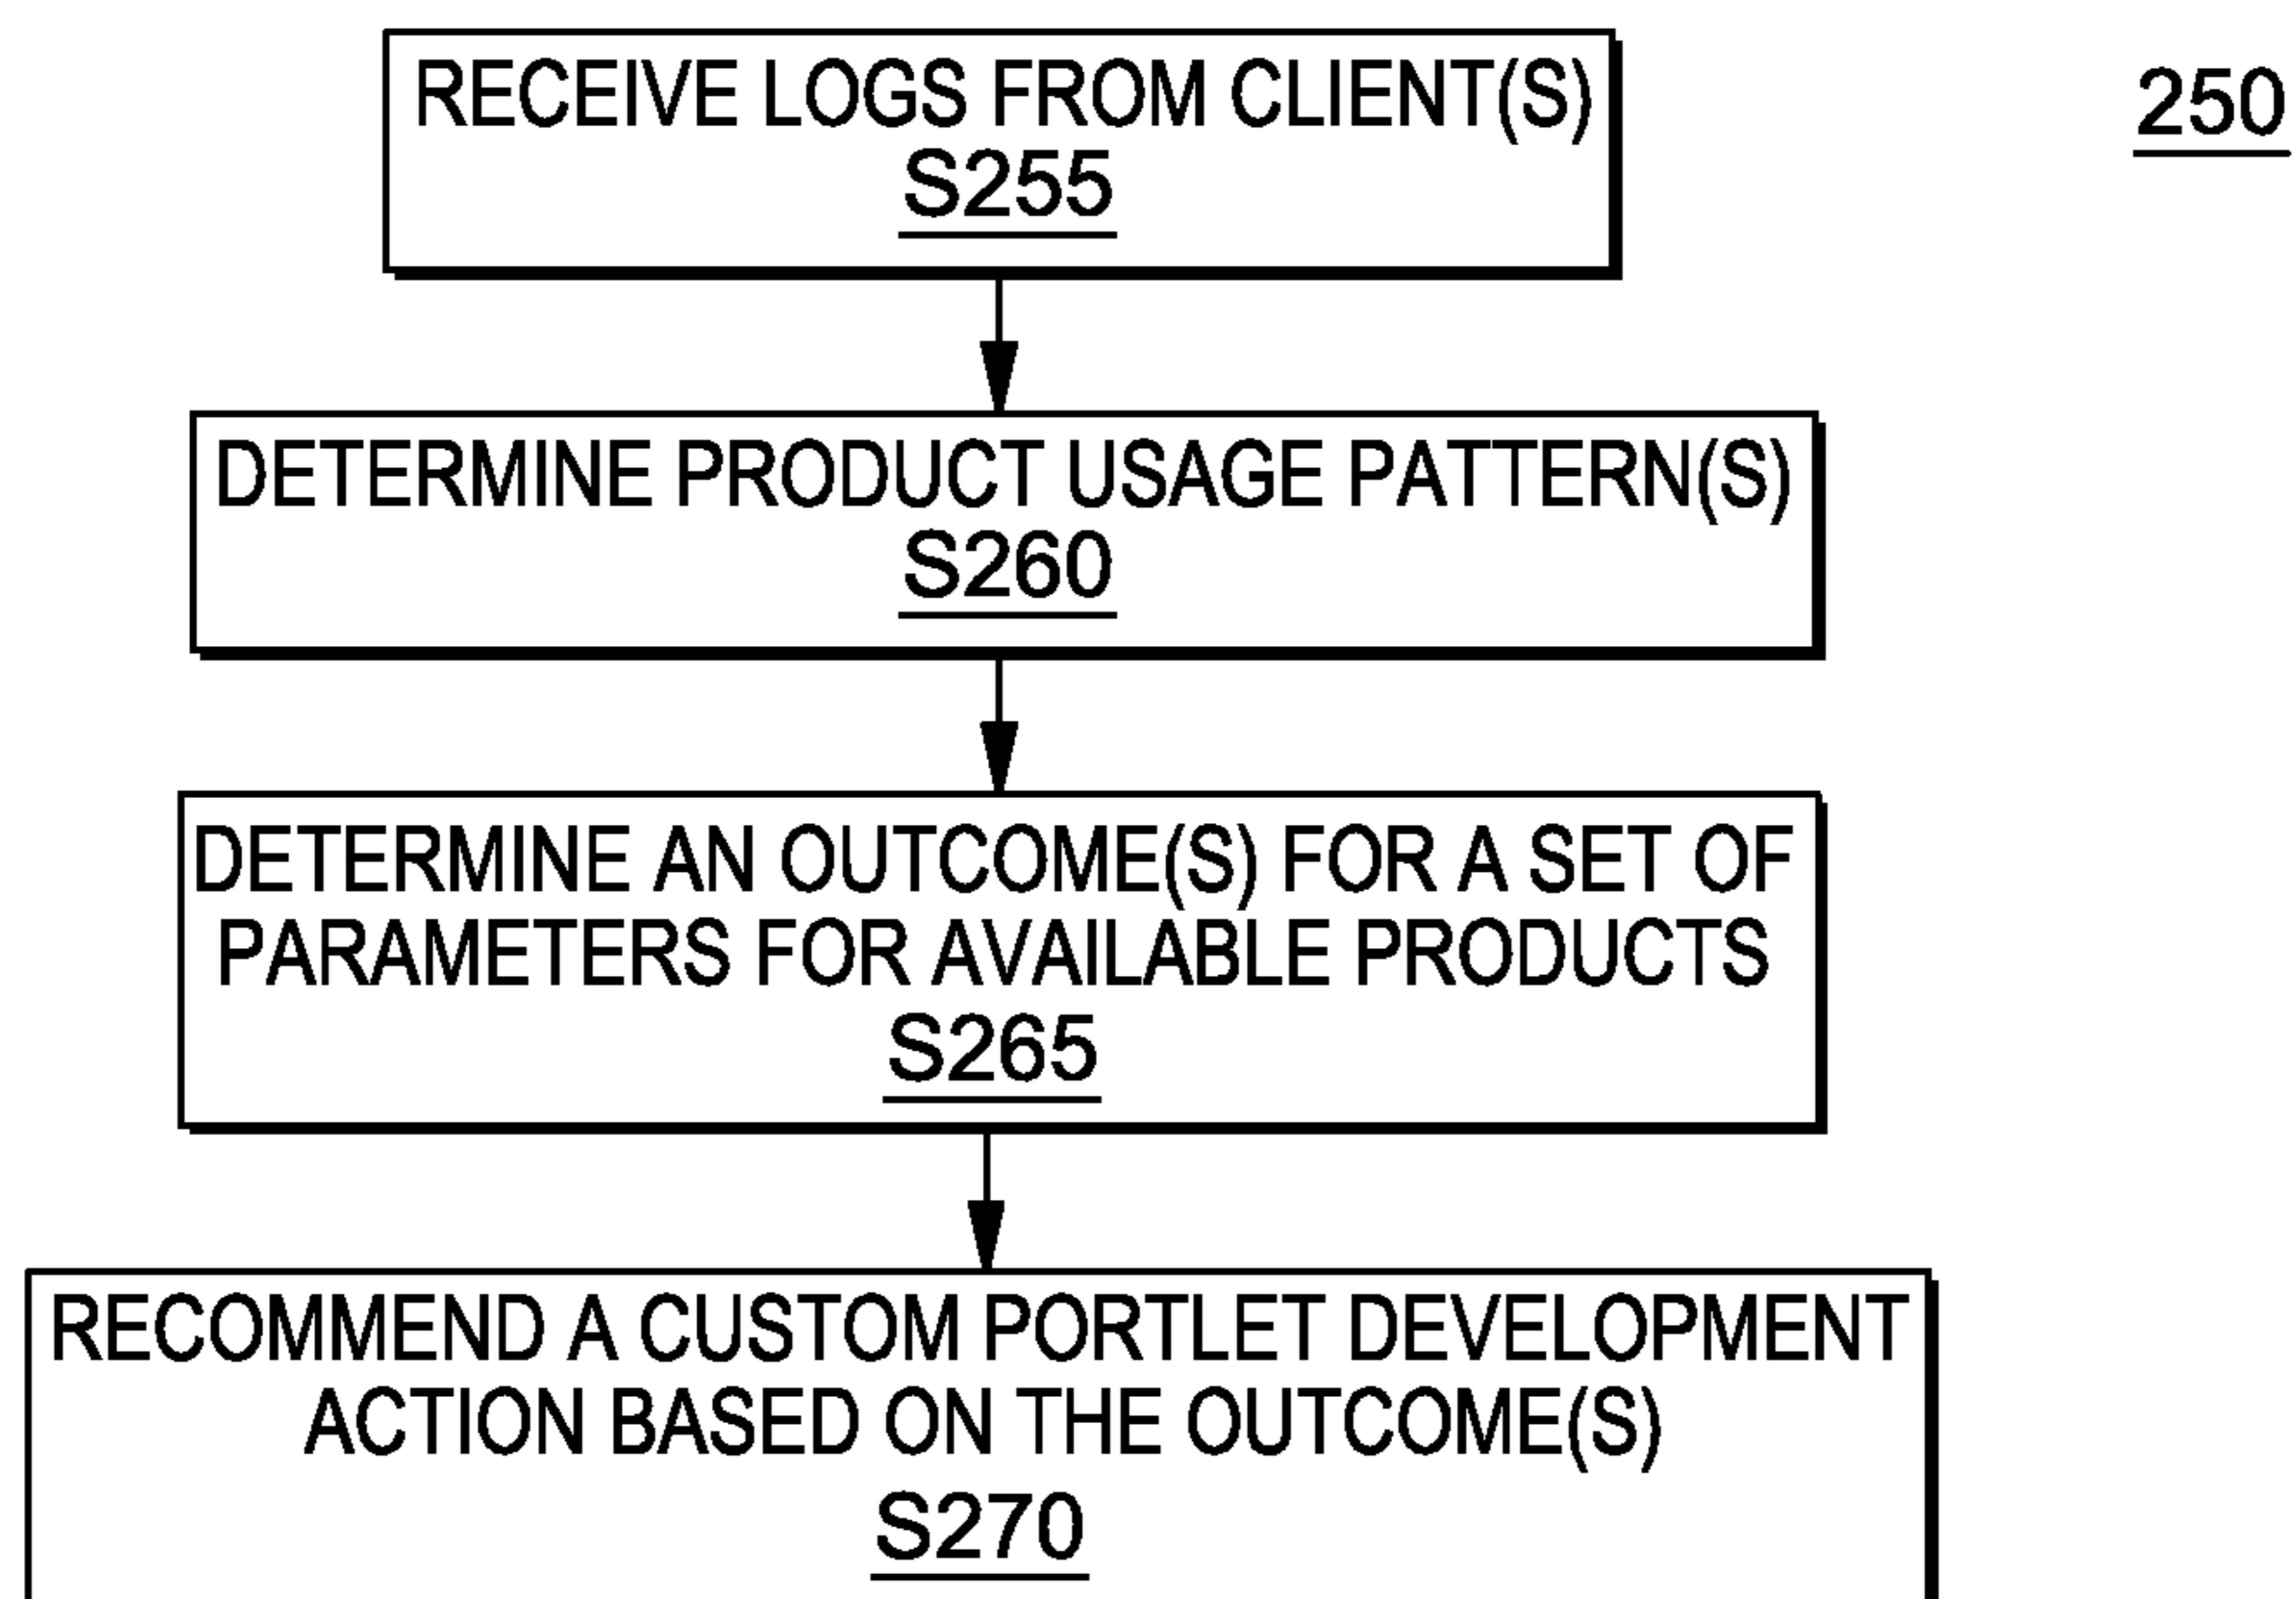 RECEIVE LOGS FROM CLIENT(S)
S255
250
DETERMINE PRODUCT USAGE PATTERN(S)
S260
DETERMINE AN OUTCOME(S) FOR A SET OF
PARAMETERS FOR AVAILABLE PRODUCTS
S265
RECOMMEND A CUSTOM PORTLET DEVELOPMENT
ACTION BASED ON THE OUTCOME(S)
S270